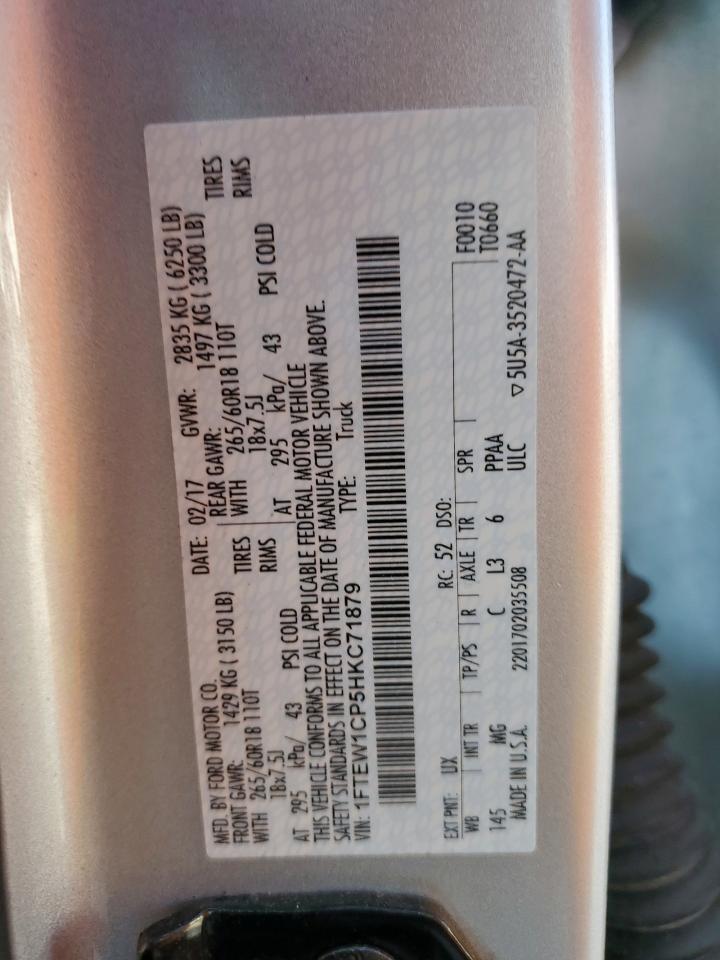 MFD. BY FORD MOTOR CO. DATE: 02/17 GVWR: 2835 KG ( 6250 LB)
FRONT GAWR: 1429 KG ( 3150 LB) REAR GAWR: 1497 KG ( 3300 LB)
WITH 265/60R18 110T TIRES WITH 265/60R18 110T TIRES
18x7.5J RIMS 18x7.5J RIMS
AT 295 kPa/ 43 PSI COLD AT 295 kPa/ 43 PSI COLD
THIS VEHICLE CONFORMS TO ALL APPLICABLE FEDERAL MOTOR VEHICLE
SAFETY STANDARDS IN EFFECT ON THE DATE OF MANUFACTURE SHOWN ABOVE.
VIN: 1FTEW1CP5HKC71879 TYPE: Truck
EXT PNT: UX RC: 52 DSO: F0010
WB INT TR TP/PS R AXLE TR SPR T0660
145 MG C L3 6 PPAA
MADE IN U.S.A. 2201702035508 ULC ▽ 5U5A-3520472-AA